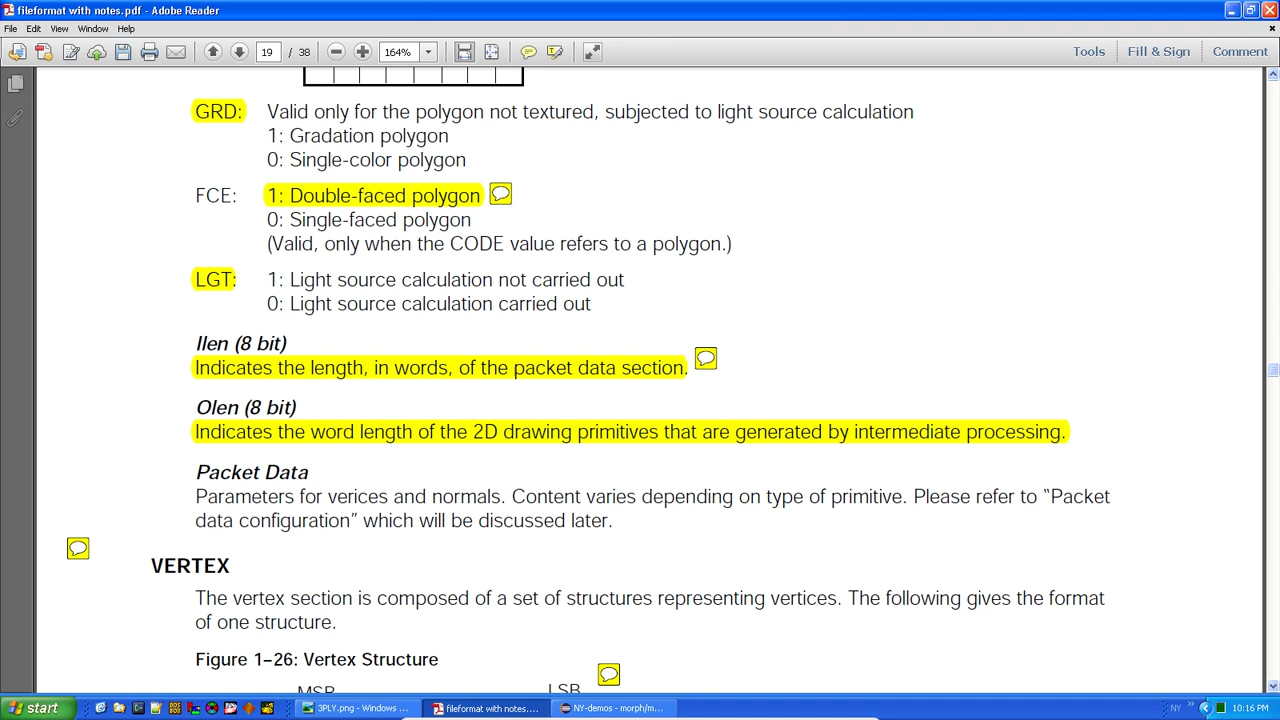 fileformat with notes.pdf - Adobe Reader
File Edit View Window Help
19 / 38 164% Tools Fill & Sign Comment
GRD: Valid only for the polygon not textured, subjected to light source calculation
1: Gradation polygon
0: Single-color polygon
FCE: 1: Double-faced polygon
0: Single-faced polygon
(Valid, only when the CODE value refers to a polygon.)
LGT: 1: Light source calculation not carried out
0: Light source calculation carried out
Ilen (8 bit)
Indicates the length, in words, of the packet data section.
Olen (8 bit)
Indicates the word length of the 2D drawing primitives that are generated by intermediate processing.
Packet Data
Parameters for verices and normals. Content varies depending on type of primitive. Please refer to “Packet
data configuration” which will be discussed later.
VERTEX
The vertex section is composed of a set of structures representing vertices. The following gives the format
of one structure.
Figure 1–26: Vertex Structure
MSB LSB
start 3PLY.png - Windows ... fileformat with notes.... NY-demos - morph/m... NY 10:16 PM